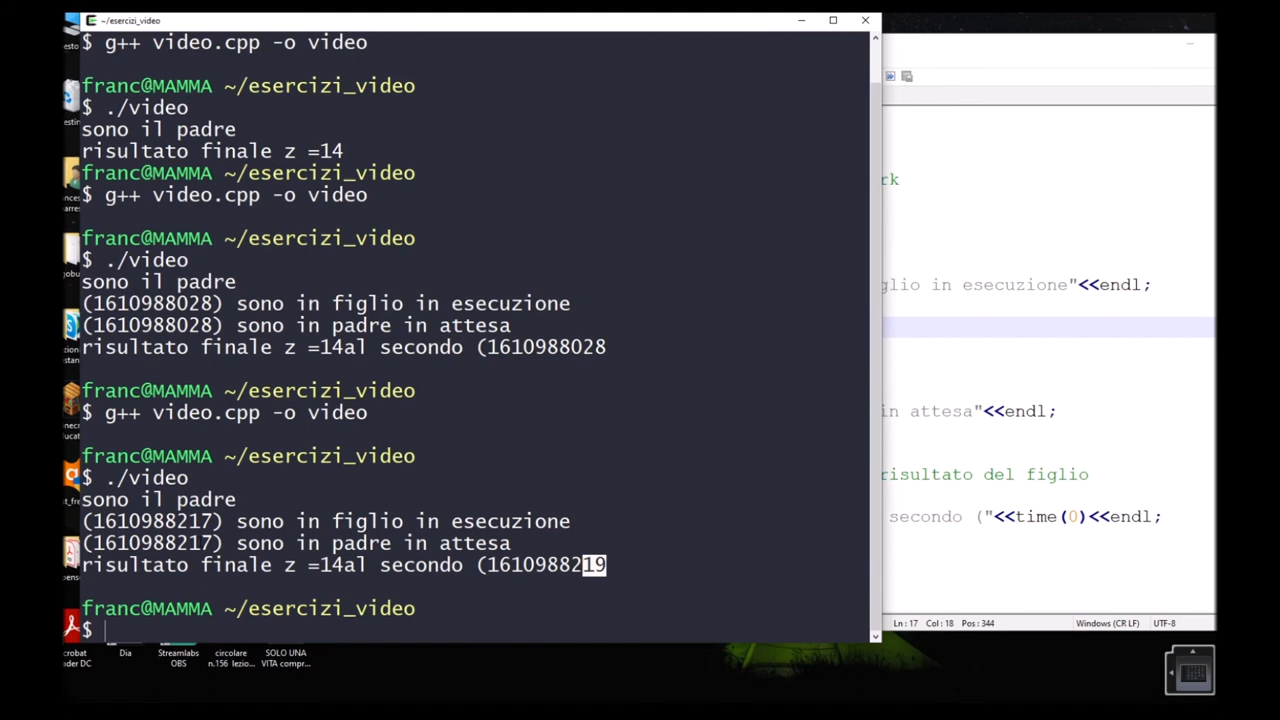 ~/esercizi_video
$ g++ video.cpp -o video
franc@MAMMA ~/esercizi_video
$ ./video
sono il padre
risultato finale z =14
franc@MAMMA ~/esercizi_video
$ g++ video.cpp -o video
franc@MAMMA ~/esercizi_video
$ ./video
sono il padre
(1610988028) sono in figlio in esecuzione
(1610988028) sono in padre in attesa
risultato finale z =14al secondo (1610988028
franc@MAMMA ~/esercizi_video
$ g++ video.cpp -o video
franc@MAMMA ~/esercizi_video
$ ./video
sono il padre
(1610988217) sono in figlio in esecuzione
(1610988217) sono in padre in attesa
risultato finale z =14al secondo (1610988219
franc@MAMMA ~/esercizi_video
$
rk
glio in esecuzione"<<endl;
in attesa"<<endl;
risultato del figlio
secondo ("<<time(0)<<endl;
Ln : 17 Col : 18 Pos : 344
Windows (CR LF)
UTF-8
Dia
Streamlabs
OBS
circolare
n.156 lezio...
SOLO UNA
VITA compr...